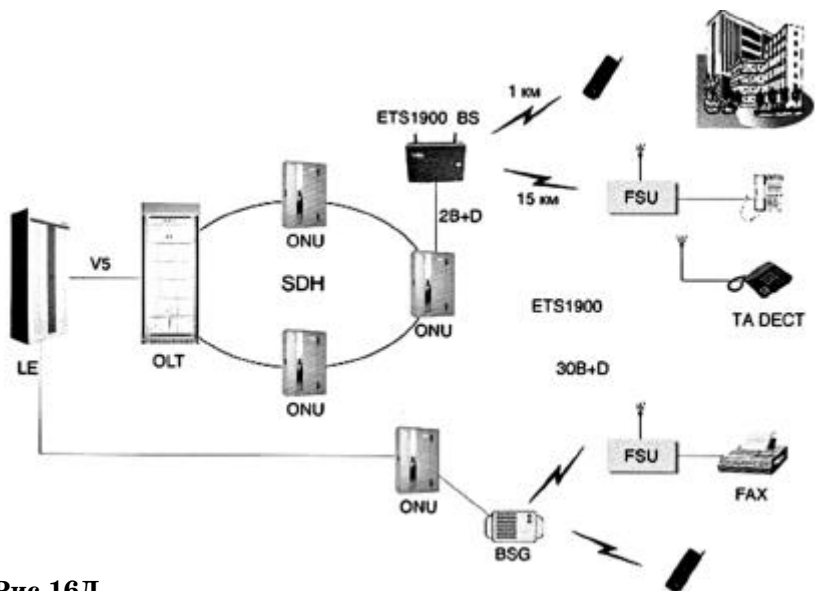 1 км
ETS1900 BS
15 км
FSU
2B+D
ONU
V5
SDH
ONU
ETS1900
TA DECT
LE
OLT
ONU
30B+D
FSU
FAX
ONU
BSG
Рис 16Д